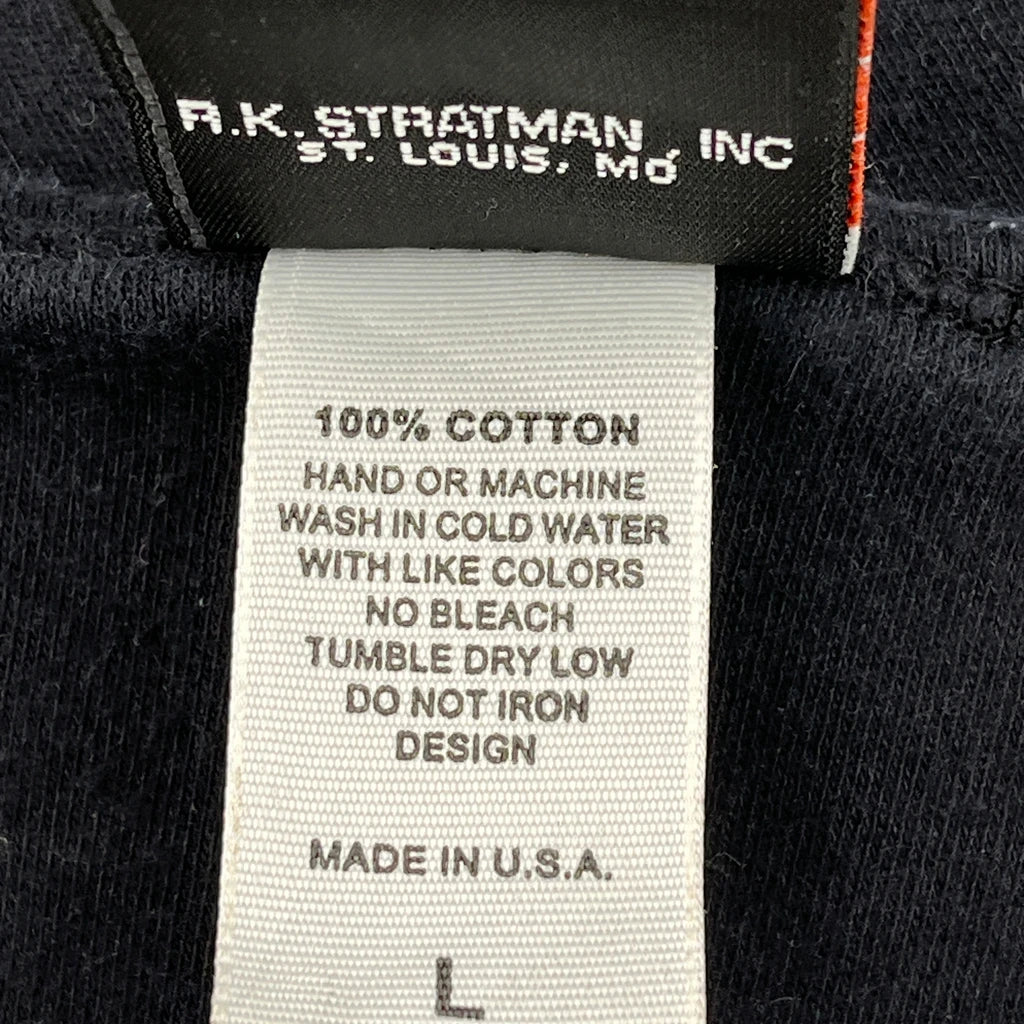 R.K. STRATMAN, INC
ST. LOUIS, MO
100% COTTON
HAND OR MACHINE
WASH IN COLD WATER
WITH LIKE COLORS
NO BLEACH
TUMBLE DRY LOW
DO NOT IRON
DESIGN
MADE IN U.S.A.
L